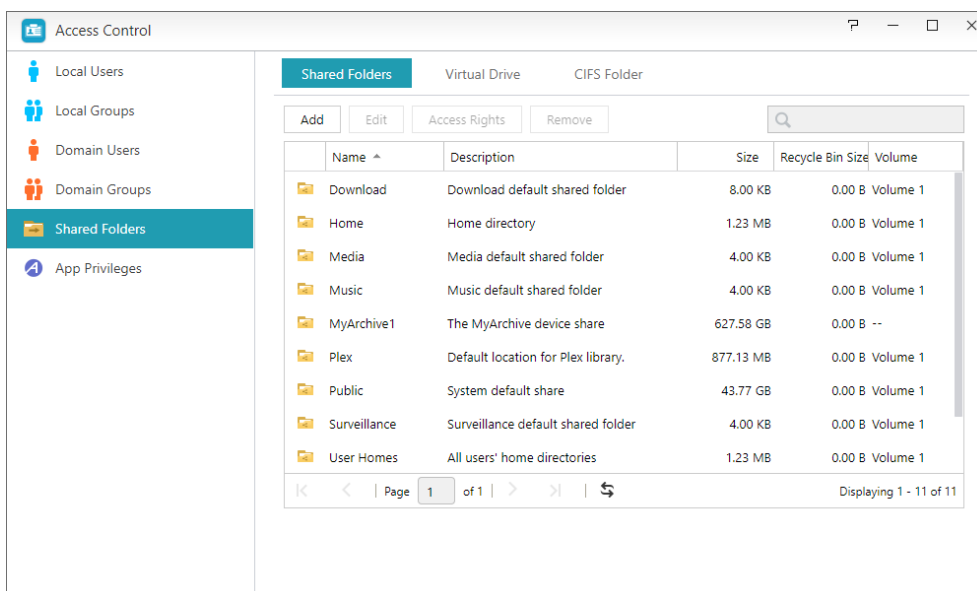 Access Control
Local Users
Local Groups
Domain Users
Domain Groups
Shared Folders
App Privileges
Shared Folders Virtual Drive CIFS Folder
Add Edit Access Rights Remove
Name Description Size Recycle Bin Size Volume
Download Download default shared folder 8.00 KB 0.00 B Volume 1
Home Home directory 1.23 MB 0.00 B Volume 1
Media Media default shared folder 4.00 KB 0.00 B Volume 1
Music Music default shared folder 4.00 KB 0.00 B Volume 1
MyArchive1 The MyArchive device share 627.58 GB 0.00 B --
Plex Default location for Plex library. 877.13 MB 0.00 B Volume 1
Public System default share 43.77 GB 0.00 B Volume 1
Surveillance Surveillance default shared folder 4.00 KB 0.00 B Volume 1
User Homes All users' home directories 1.23 MB 0.00 B Volume 1
Page 1 of 1 Displaying 1 - 11 of 11